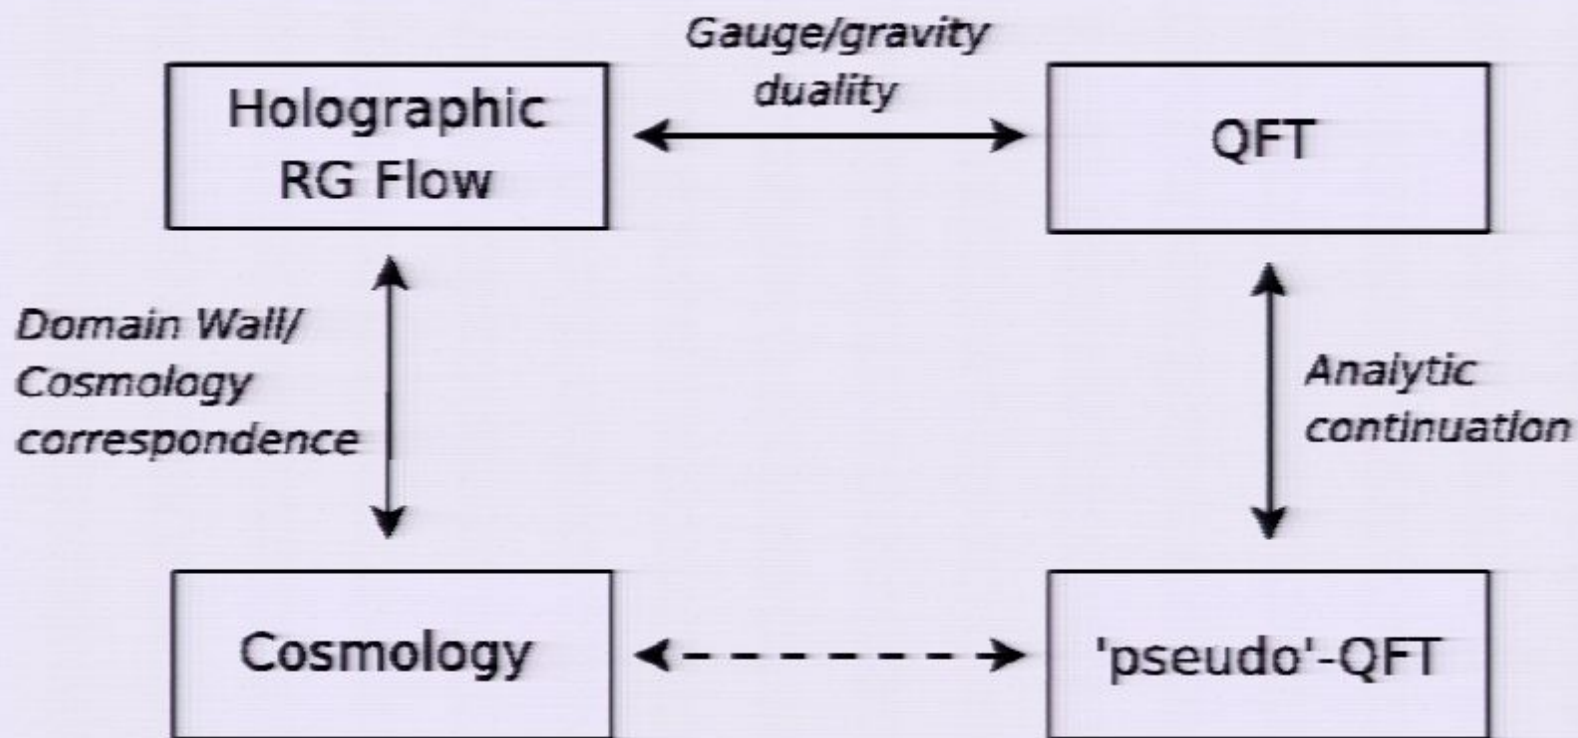 Gauge/gravity
duality
Holographic
RG Flow
QFT
Domain Wall/
Cosmology
correspondence
Analytic
continuation
Cosmology
'pseudo'-QFT